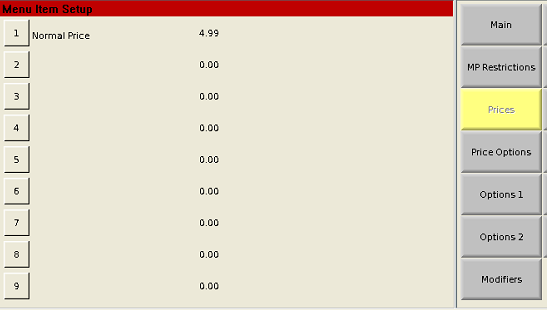 Menu Item Setup
1 Normal Price 4.99
2 0.00
3 0.00
4 0.00
5 0.00
6 0.00
7 0.00
8 0.00
9 0.00
Main
MP Restrictions
Prices
Price Options
Options 1
Options 2
Modifiers